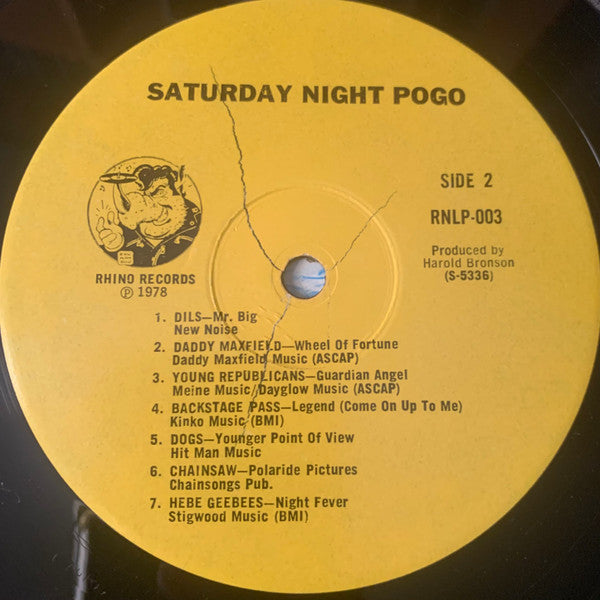 SATURDAY NIGHT POGO
SIDE 2
RNLP-003
Produced by
Harold Bronson
(S-5336)
RHINO RECORDS
℗ 1978
1. DILS—Mr. Big
New Noise
2. DADDY MAXFIELD—Wheel Of Fortune
Daddy Maxfield Music (ASCAP)
3. YOUNG REPUBLICANS—Guardian Angel
Meine Music/Dayglow Music (ASCAP)
4. BACKSTAGE PASS—Legend (Come On Up To Me)
Kinko Music (BMI)
5. DOGS—Younger Point Of View
Hit Man Music
6. CHAINSAW—Polaride Pictures
Chainsongs Pub.
7. HEBE GEEBEES—Night Fever
Stigwood Music (BMI)